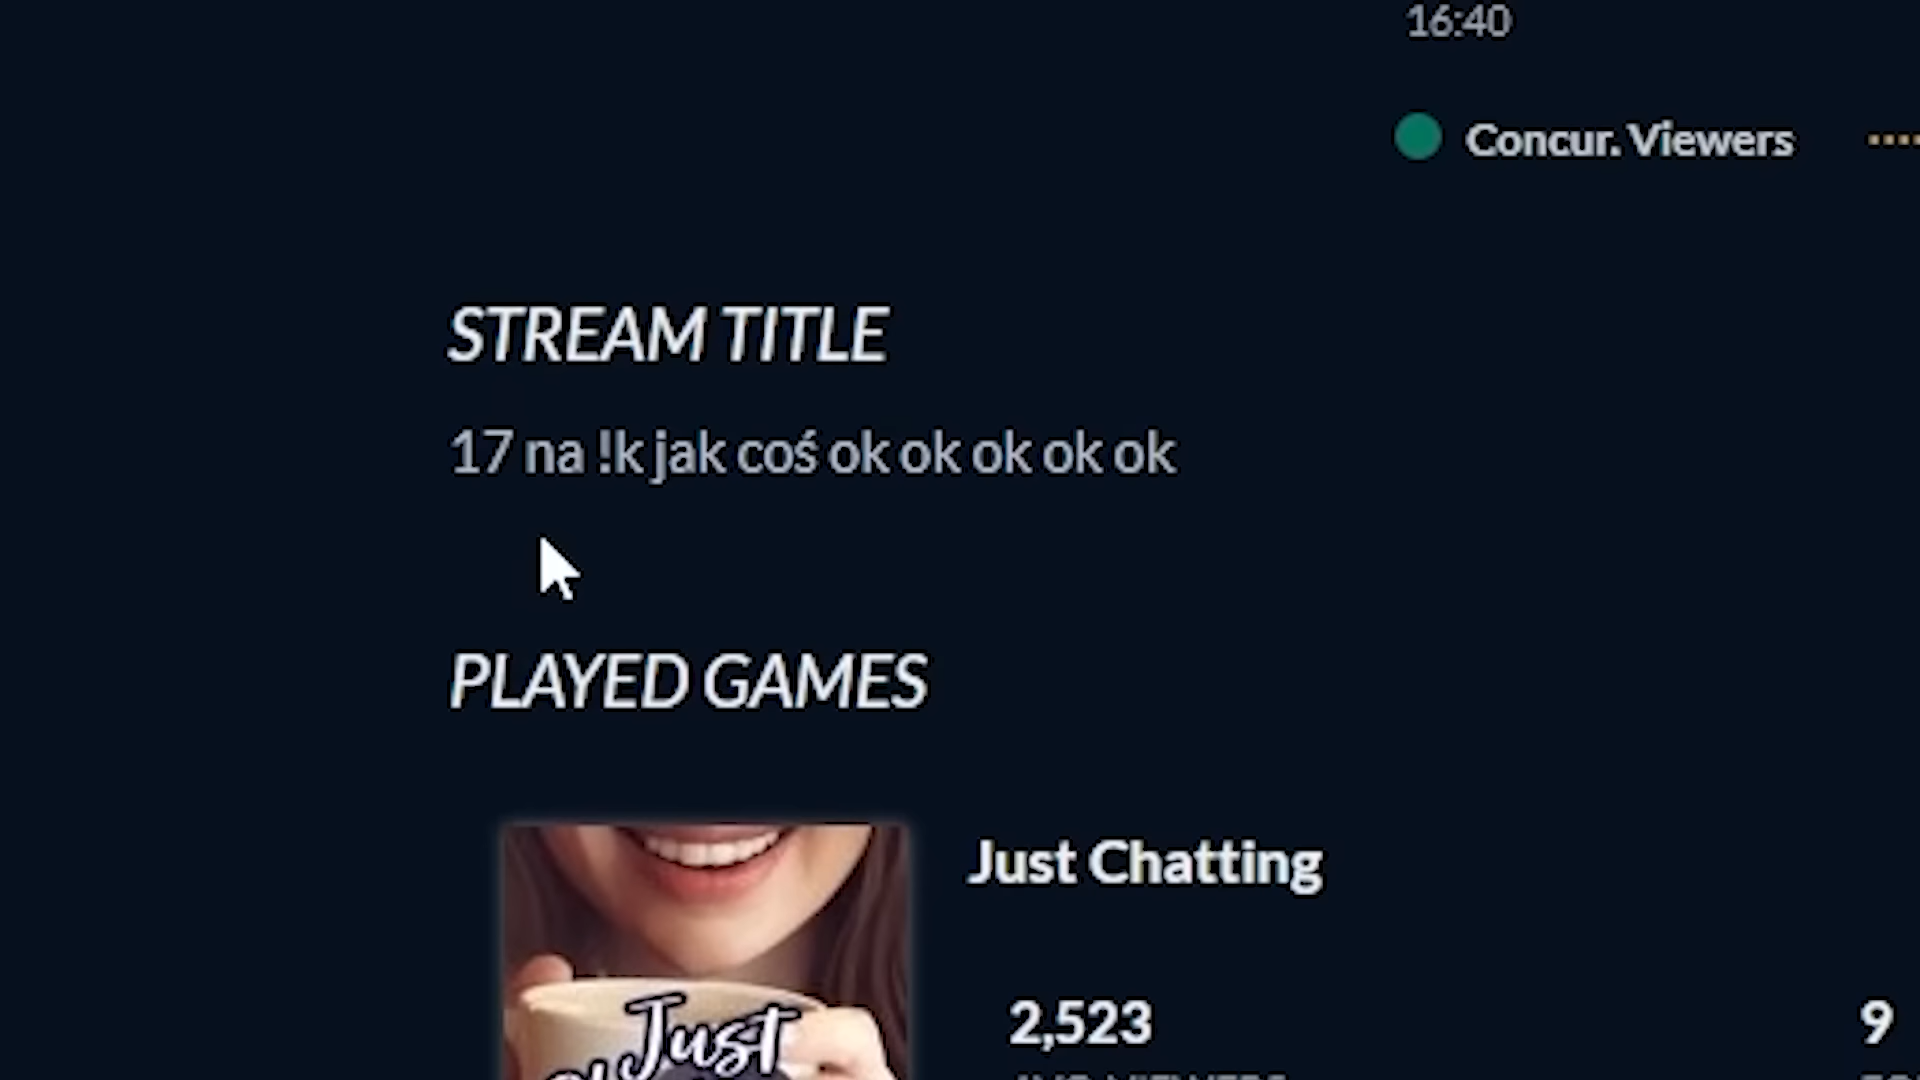 16:40
Concur. Viewers
STREAM TITLE
17 na !k jak coś ok ok ok ok ok
PLAYED GAMES
Just Chatting
2,523
9
Just